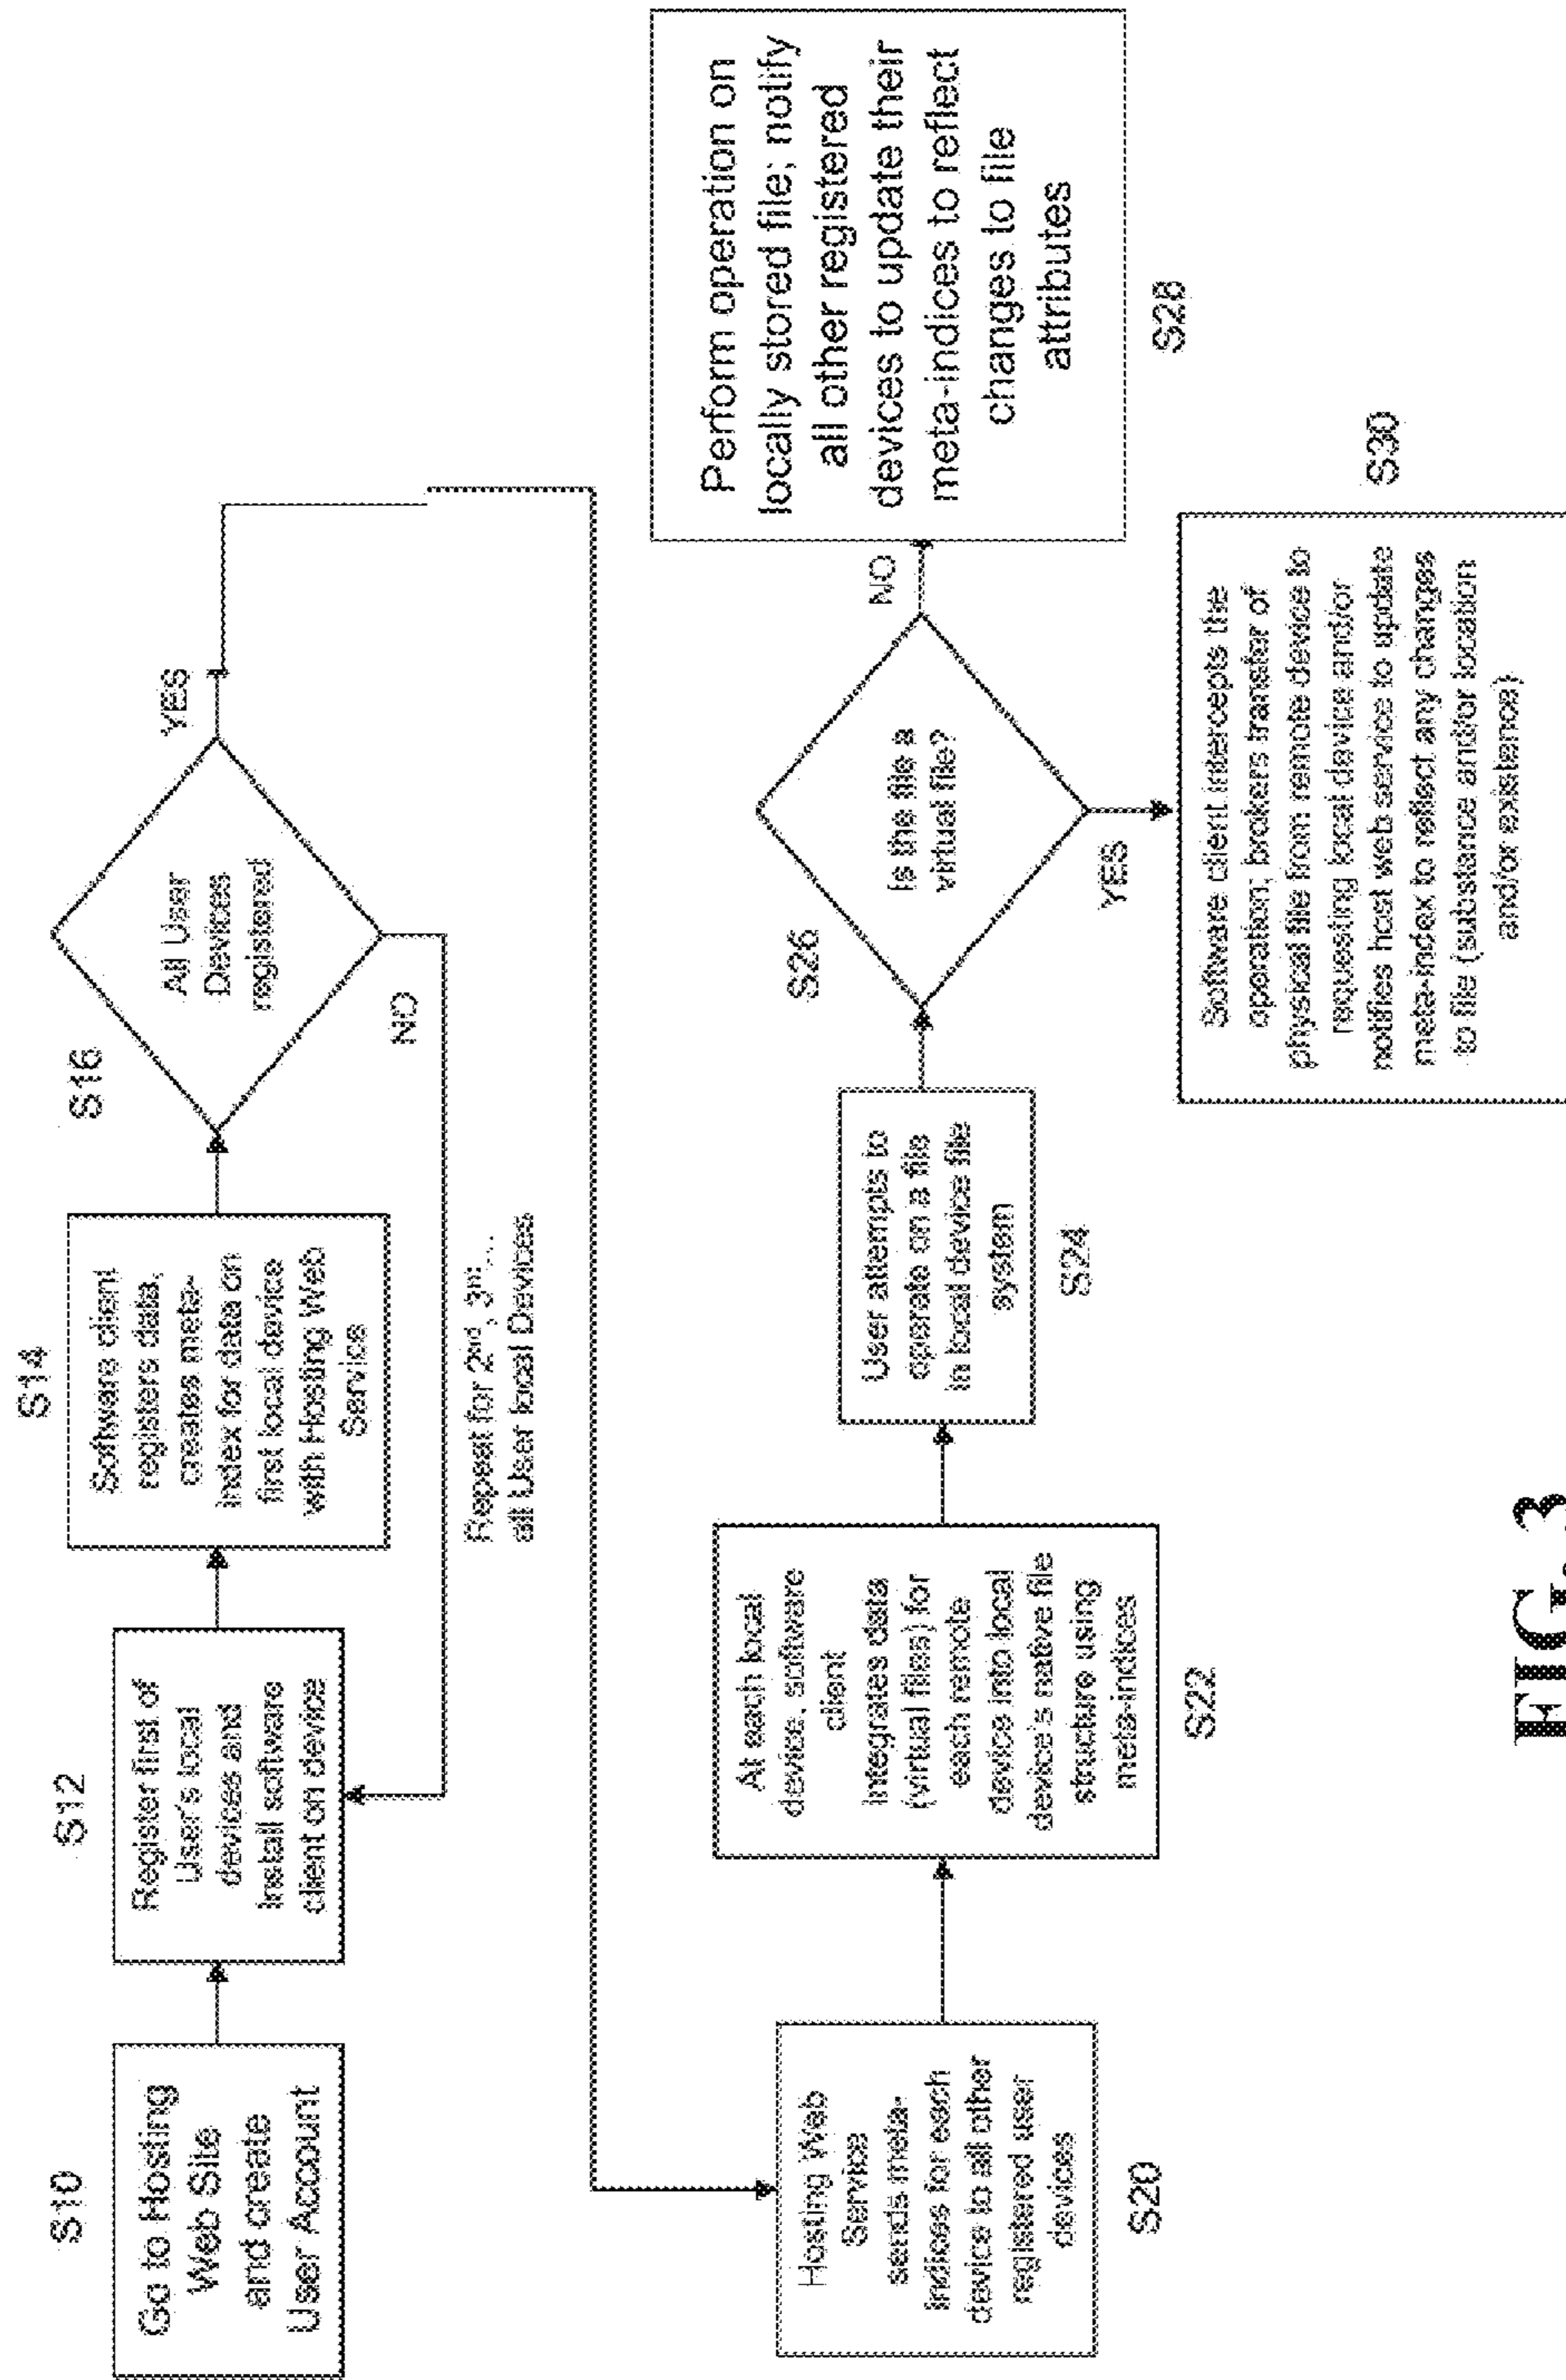 S10
Go to Hosting
Web Site
and create
User Account
S12
Register first of
User's local
devices and
Install software
client on device
S14
Software client
registers data,
creates meta-
index for data on
first local device
with Hosting Web
Service
S16
All User
Devices
registered
YES
NO
Repeat for 2nd, 3rd...
all User local Devices
Hosting Web
Service
sends meta-
indices for each
device to all other
registered user
devices
S20
At each local
device, software
client
integrates data
(virtual files) for
each remote
device into local
device's native file
structure using
meta-indices
S22
User attempts to
operate on a file
in local device file
system
S24
S26
Is the file a
virtual file?
NO
YES
Perform operation on
locally stored file; notify
all other registered
devices to update their
meta-indices to reflect
changes to file
attributes
S28
Software client intercepts the
operation; brokers transfer of
physical file from remote device to
requesting local device and/or
notifies host web service to update
meta-index to reflect any changes
to file (substance and/or location
and/or existence)
S30
FIG. 3